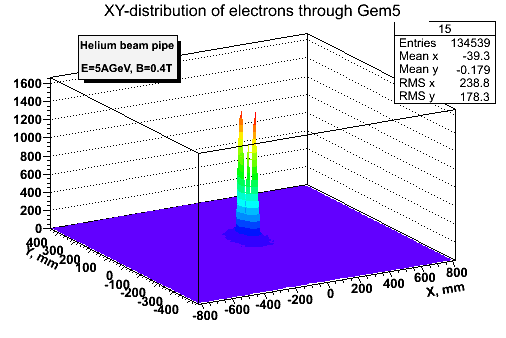 XY-distribution of electrons through Gem5
15
Entries 134539
Mean x -39.3
Mean y -0.179
RMS x 238.8
RMS y 178.3
Helium beam pipe
E=5AGeV, B=0.4T
1600
1400
1200
1000
800
600
400
200
0
400
300
200
100
0
-100
-200
-300
-400
Y, mm
-800
-600
-400
-200
0
200
400
600
800
X, mm